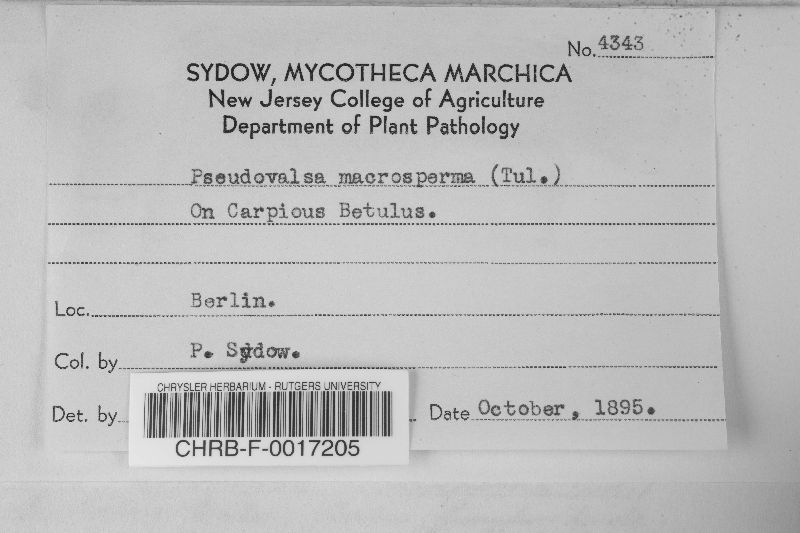 No. 4343
SYDOW, MYCOTHECA MARCHICA
New Jersey College of Agriculture
Department of Plant Pathology
Pseudovalsa macrosperma (Tul.)
On Carpious Betulus.
Loc. Berlin.
Col. by P. Sydow.
Det. by
Date October, 1895.
CHRYSLER HERBARIUM - RUTGERS UNIVERSITY
CHRB-F-0017205